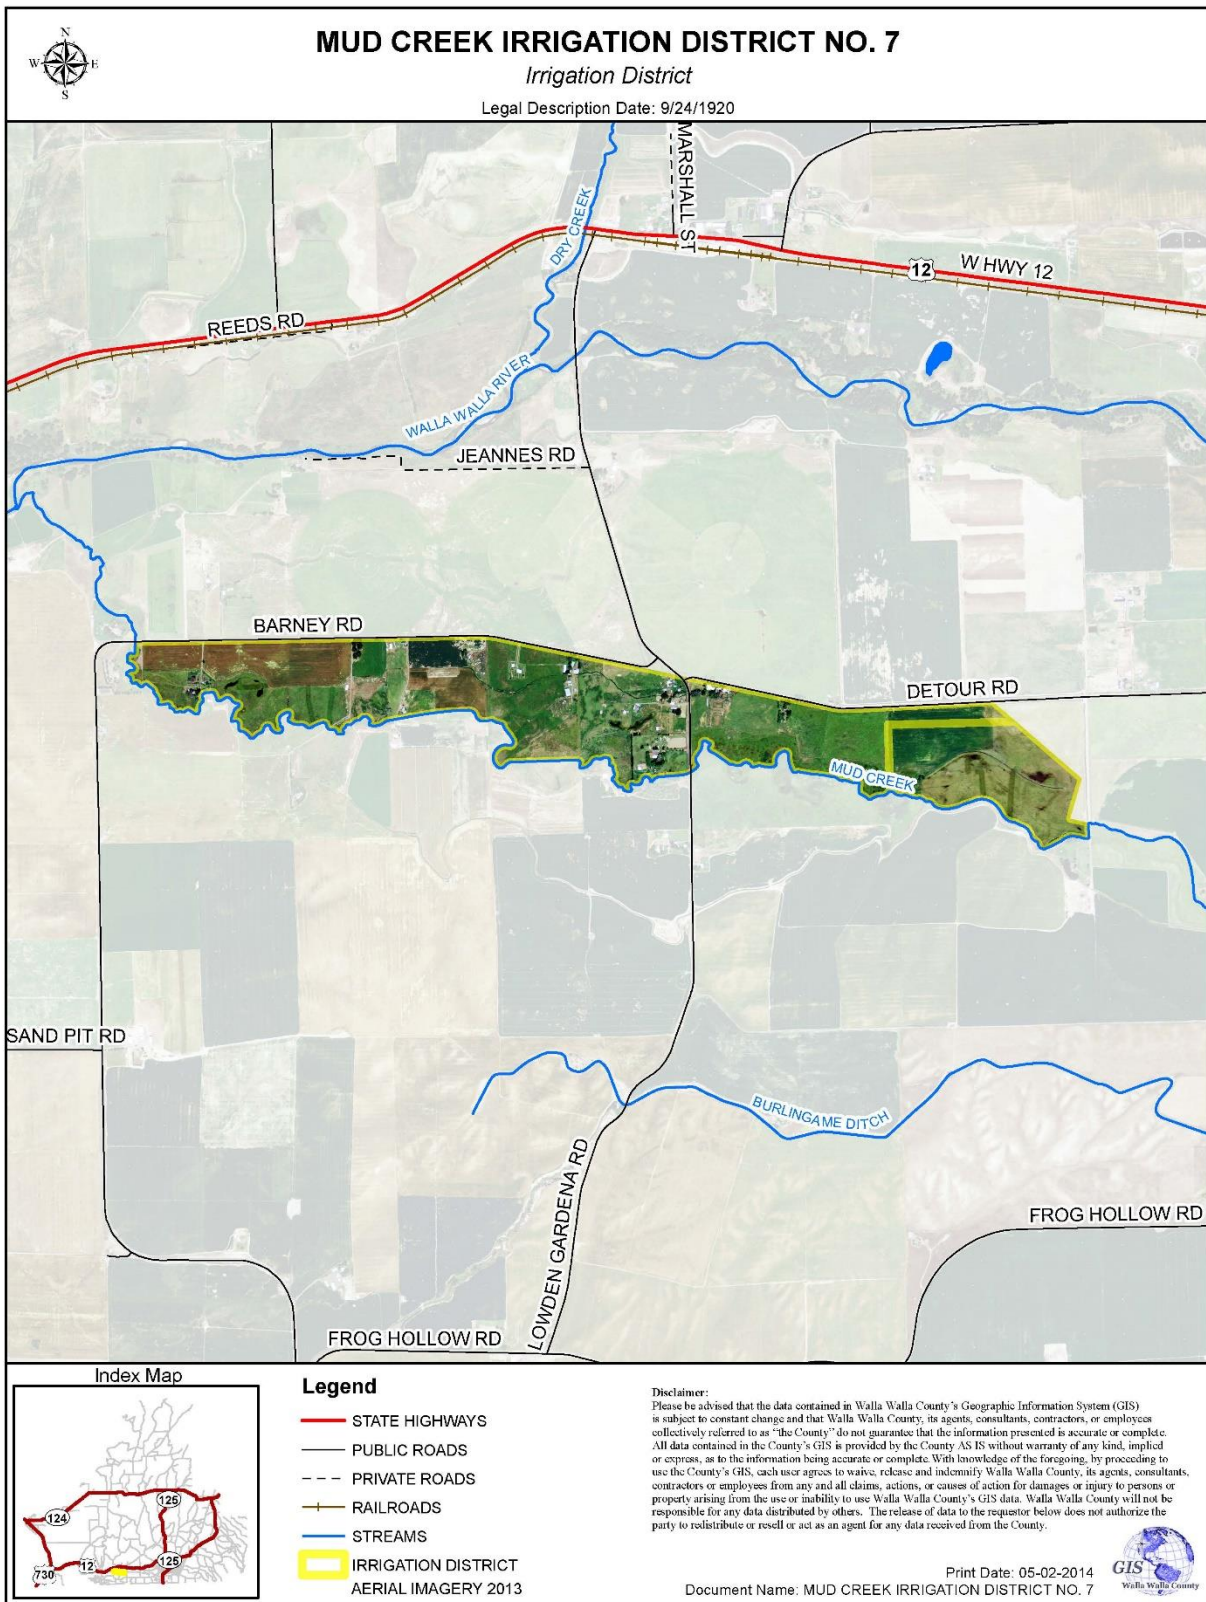 MUD CREEK IRRIGATION DISTRICT NO. 7
Irrigation District
Legal Description Date: 9/24/1920
N
W
E
S
MARSHALL ST
DRY CREEK
W HWY 12
12
REEDS RD
WALLA WALLA RIVER
JEANNES RD
BARNEY RD
DETOUR RD
MUD CREEK
SAND PIT RD
BURLINGAME DITCH
LOWDEN GARDENA RD
FROG HOLLOW RD
FROG HOLLOW RD
Index Map
124
125
12
125
730
Legend
STATE HIGHWAYS
PUBLIC ROADS
PRIVATE ROADS
RAILROADS
STREAMS
IRRIGATION DISTRICT
AERIAL IMAGERY 2013
Disclaimer:
Please be advised that the data contained in Walla Walla County's Geographic Information System (GIS)
is subject to constant change and that Walla Walla County, its agents, consultants, contractors, or employees
collectively referred to as "the County" do not guarantee that the information presented is accurate or complete.
All data contained in the County's GIS is provided by the County AS IS without warranty of any kind, implied
or express, as to the information being accurate or complete. With knowledge of the foregoing, by proceeding to
use the County's GIS, each user agrees to waive, release and indemnify Walla Walla County, its agents, consultants,
contractors or employees from any and all claims, actions, or causes of action for damages or injury to persons or
property arising from the use or inability to use Walla Walla County's GIS data. Walla Walla County will not be
responsible for any data distributed by others. The release of data to the requestor below does not authorize the
party to redistribute or resell or act as an agent for any data received from the County.
Print Date: 05-02-2014
Document Name: MUD CREEK IRRIGATION DISTRICT NO. 7
GIS
Walla Walla County